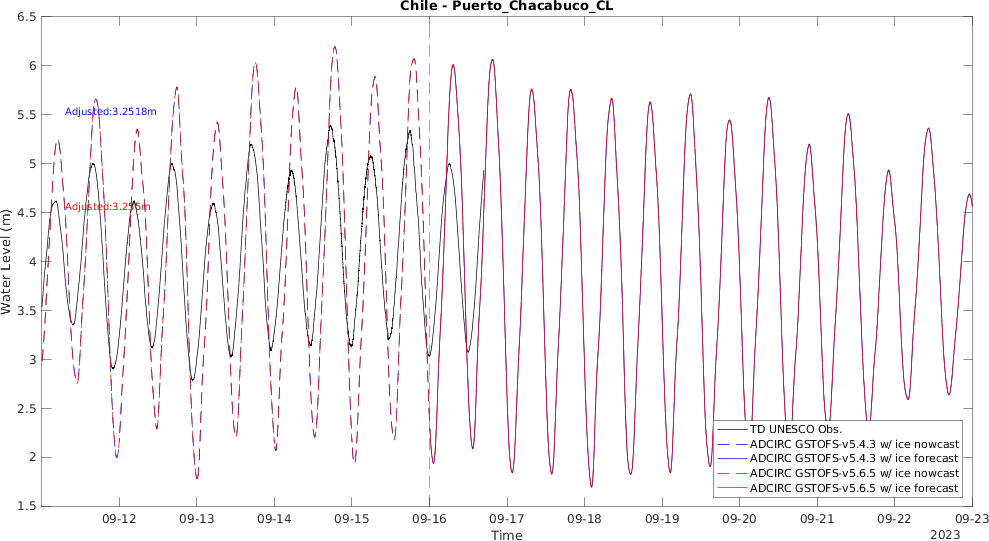 Chile - Puerto_Chacabuco_CL
6.5
6
5.5
5
4.5
4
3.5
3
2.5
2
1.5
Water Level (m)
Adjusted:3.2518m
Adjusted:3.256m
TD UNESCO Obs.
ADCIRC GSTOFS-v5.4.3 w/ ice nowcast
ADCIRC GSTOFS-v5.4.3 w/ ice forecast
ADCIRC GSTOFS-v5.6.5 w/ ice nowcast
ADCIRC GSTOFS-v5.6.5 w/ ice forecast
09-12 09-13 09-14 09-15 09-16 09-17 09-18 09-19 09-20 09-21 09-22 09-23
Time
2023